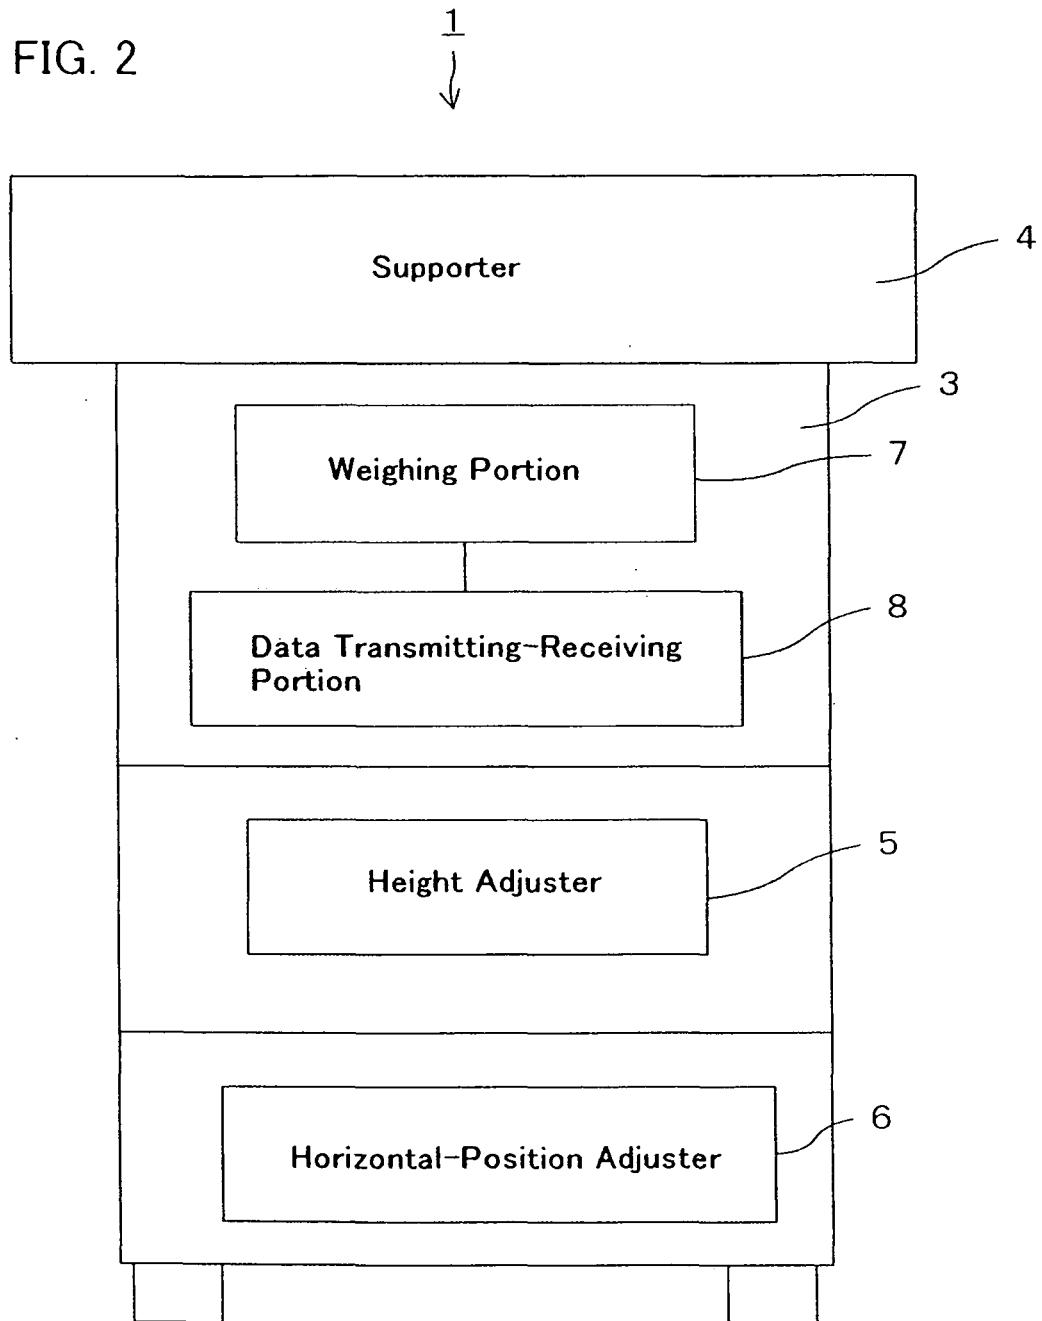 1
FIG. 2
Supporter
4
3
Weighing Portion
7
8
Data Transmitting-Receiving
Portion
5
Height Adjuster
6
Horizontal-Position Adjuster